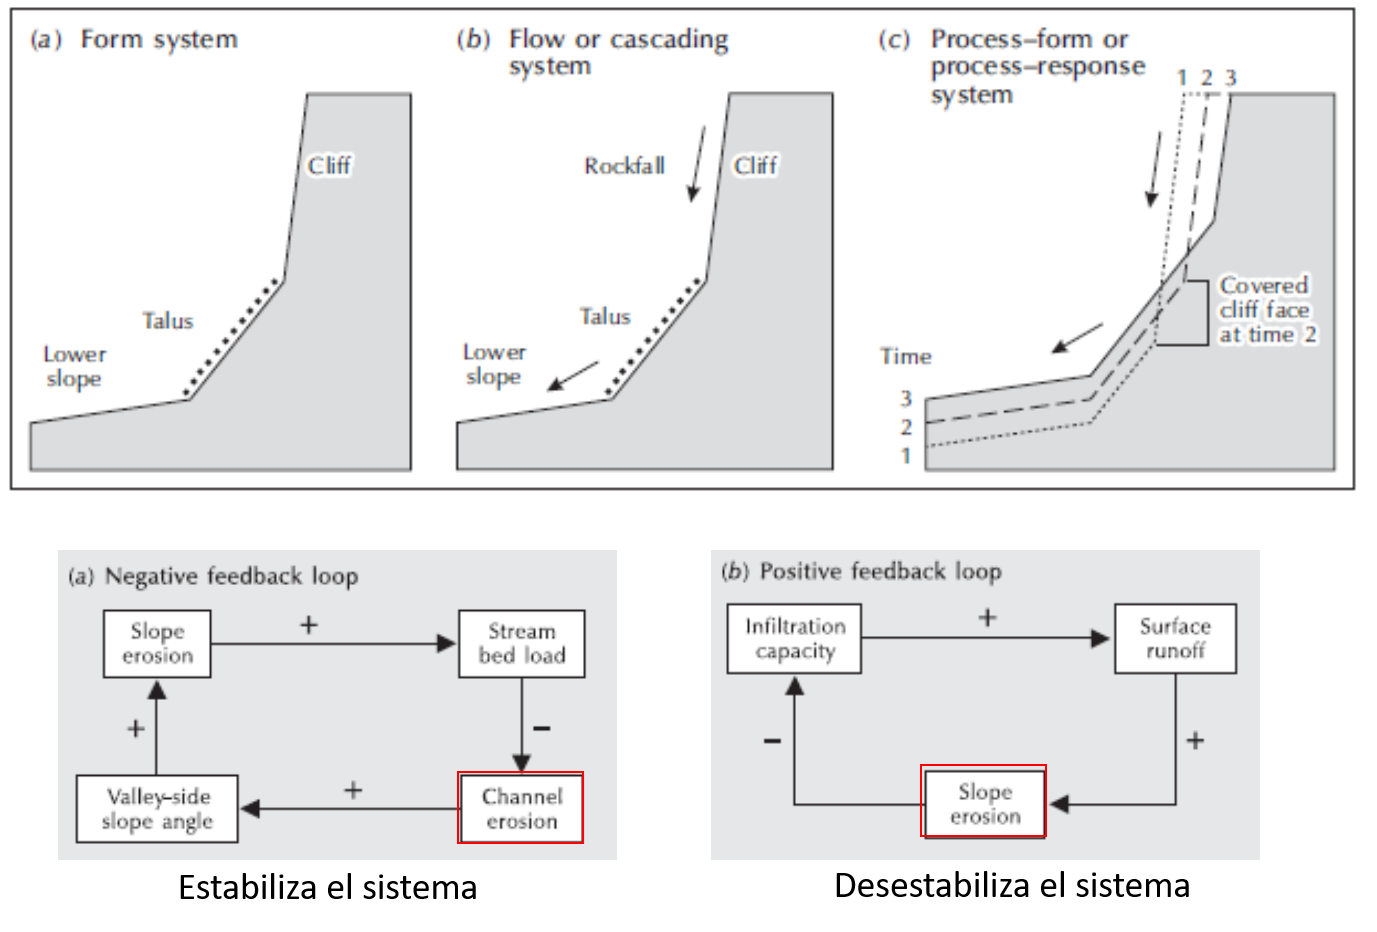 (a) Form system
Cliff
Talus
Lower
slope
(b) Flow or cascading
system
Rockfall
Cliff
Talus
Lower
slope
(c) Process–form or
process–response
system
1 2 3
Covered
cliff face
at time 2
Time
3
2
1
(a) Negative feedback loop
Slope
erosion
+
Stream
bed load
+
–
Valley–side
slope angle
+
Channel
erosion
Estabiliza el sistema
(b) Positive feedback loop
Infiltration
capacity
+
Surface
runoff
–
+
Slope
erosion
Desestabiliza el sistema